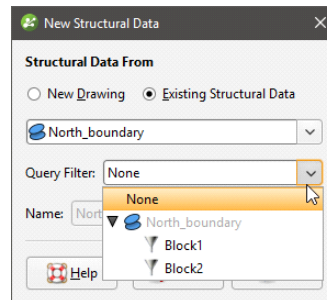 New Structural Data
Structural Data From
New Drawing Existing Structural Data
North_boundary
Query Filter: None
None
Name: Nort North_boundary
Block1
Block2
Help